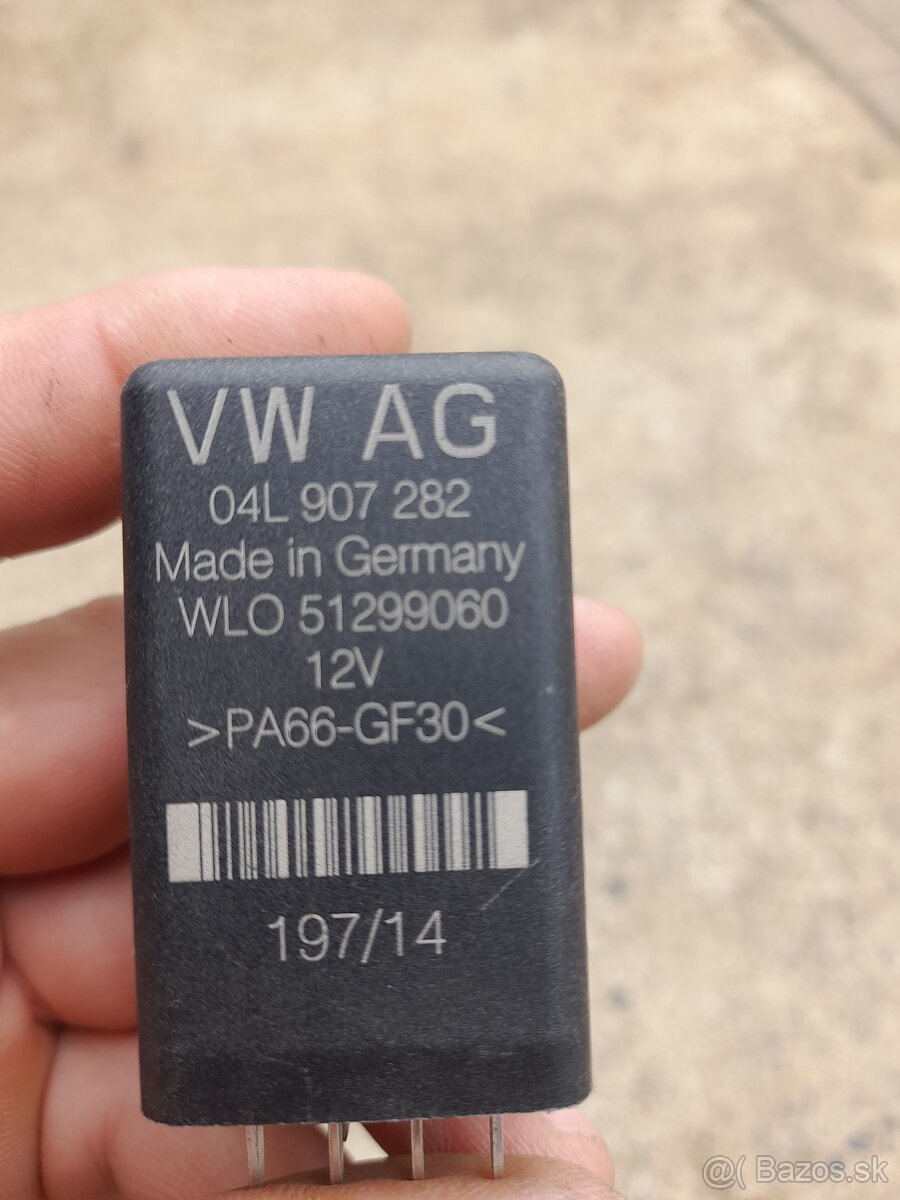 VW AG
04L 907 282
Made in Germany
WLO 51299060
12V
>PA66-GF30<
197/14
@( Bazos.sk